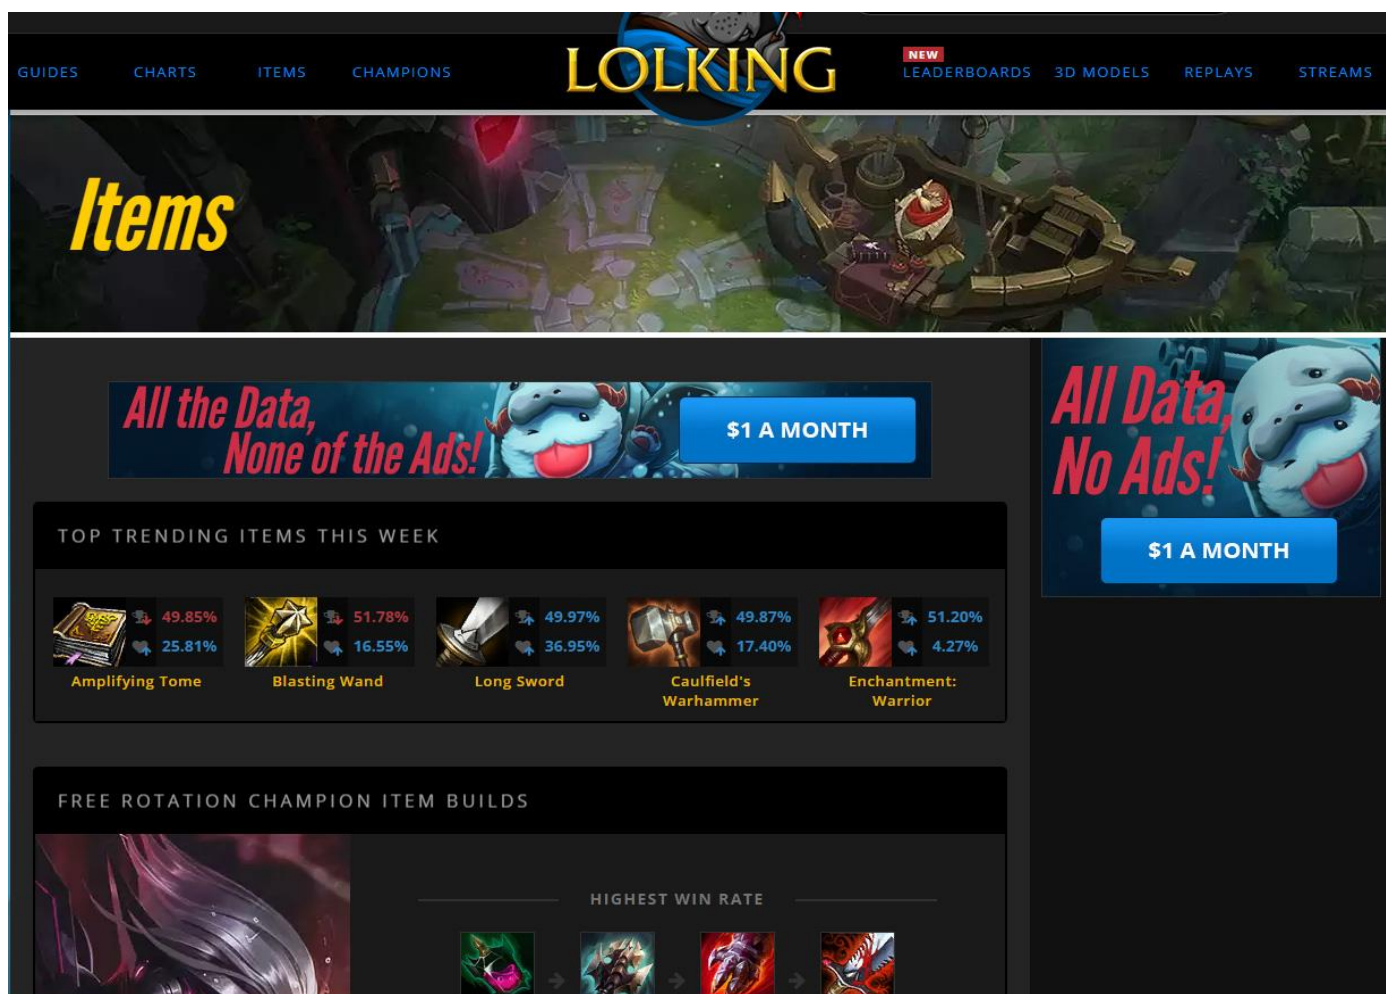 GUIDES CHARTS ITEMS CHAMPIONS LOLKING NEW LEADERBOARDS 3D MODELS REPLAYS STREAMS
Items
All the Data,
None of the Ads!
$1 A MONTH
All Data,
No Ads!
$1 A MONTH
TOP TRENDING ITEMS THIS WEEK
49.85% 51.78% 49.97% 49.87% 51.20%
25.81% 16.55% 36.95% 17.40% 4.27%
Amplifying Tome Blasting Wand Long Sword Caulfield's Enchantment:
Warhammer Warrior
FREE ROTATION CHAMPION ITEM BUILDS
HIGHEST WIN RATE